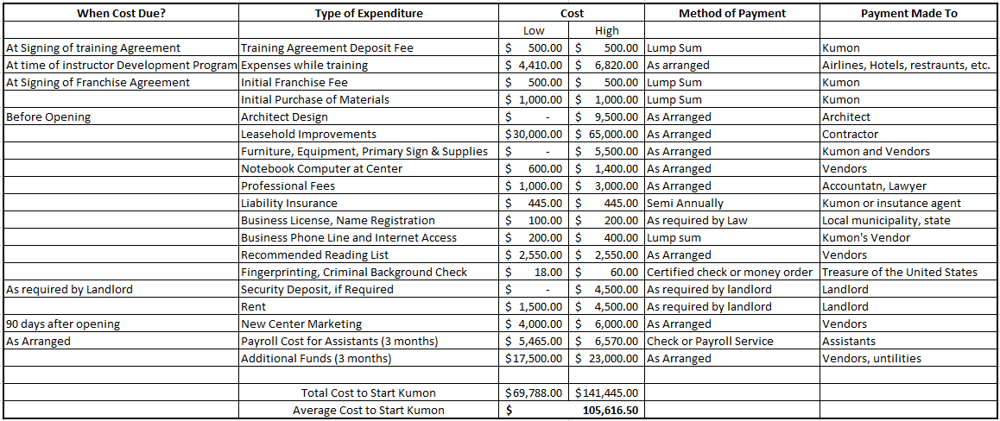 When Cost Due? Type of Expenditure Cost Method of Payment Payment Made To
Low High
At Signing of training Agreement Training Agreement Deposit Fee $ 500.00 $ 500.00 Lump Sum Kumon
At time of instructor Development Program Expenses while training $ 4,410.00 $ 6,820.00 As arranged Airlines, Hotels, restraunts, etc.
At Signing of Franchise Agreement Initial Franchise Fee $ 500.00 $ 500.00 Lump Sum Kumon
Initial Purchase of Materials $ 1,000.00 $ 1,000.00 Lump Sum Kumon
Before Opening Architect Design $ - $ 9,500.00 As Arranged Architect
Leasehold Improvements $30,000.00 $ 65,000.00 As Arranged Contractor
Furniture, Equipment, Primary Sign & Supplies $ - $ 5,500.00 As Arranged Kumon and Vendors
Notebook Computer at Center $ 600.00 $ 1,400.00 As Arranged Vendors
Professional Fees $ 1,000.00 $ 3,000.00 As Arranged Accountatn, Lawyer
Liability Insurance $ 445.00 $ 445.00 Semi Annually Kumon or insutance agent
Business License, Name Registration $ 100.00 $ 200.00 As required by Law Local municipality, state
Business Phone Line and Internet Access $ 200.00 $ 400.00 Lump sum Kumon's Vendor
Recommended Reading List $ 2,550.00 $ 2,550.00 As Arranged Vendors
Fingerprinting, Criminal Background Check $ 18.00 $ 60.00 Certified check or money order Treasure of the United States
As required by Landlord Security Deposit, if Required $ - $ 4,500.00 As required by landlord Landlord
Rent $ 1,500.00 $ 4,500.00 As required by landlord Landlord
90 days after opening New Center Marketing $ 4,000.00 $ 6,000.00 As Arranged Vendors
As Arranged Payroll Cost for Assistants (3 months) $ 5,465.00 $ 6,570.00 Check or Payroll Service Assistants
Additional Funds (3 months) $17,500.00 $ 23,000.00 As Arranged Vendors, untilities
Total Cost to Start Kumon $69,788.00 $141,445.00
Average Cost to Start Kumon $ 105,616.50